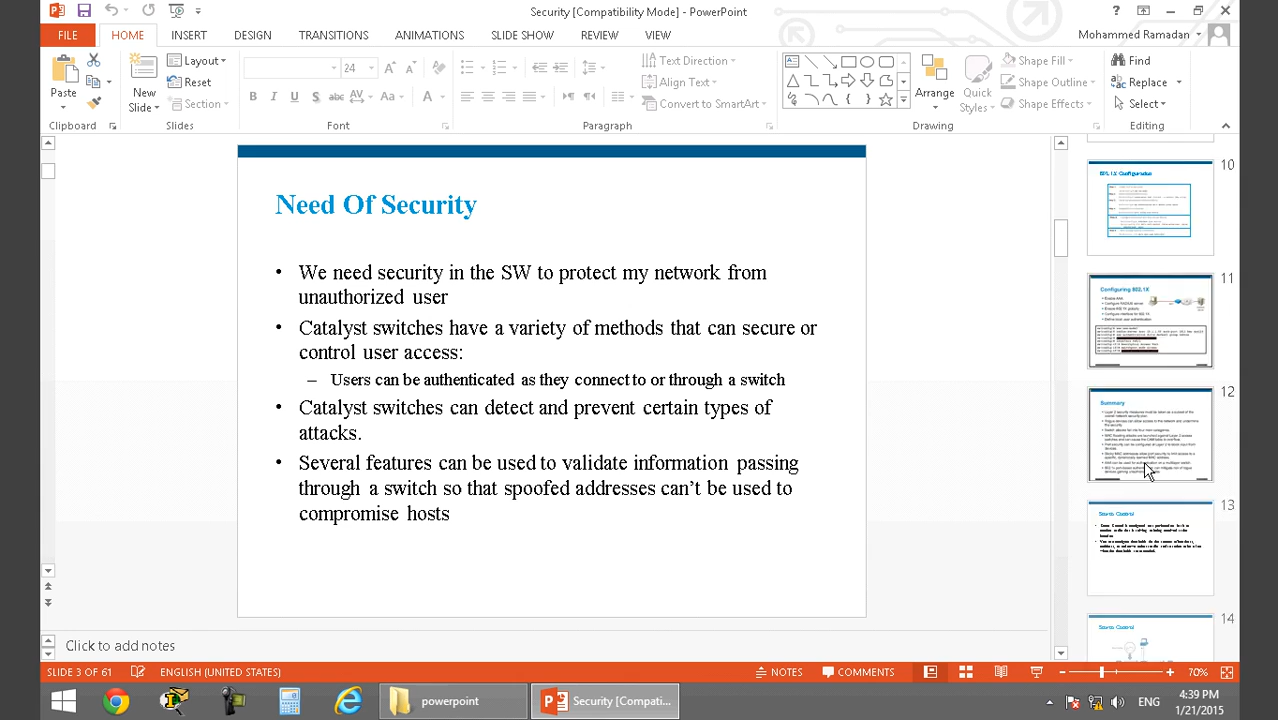 Security [Compatibility Mode] - PowerPoint
FILE HOME INSERT DESIGN TRANSITIONS ANIMATIONS SLIDE SHOW REVIEW VIEW
Mohammed Ramadan
Paste
Clipboard
New
Slide
Layout
Reset
Section
Slides
24
B I U S abc AV Aa A
Font
Text Direction
Align Text
Convert to SmartArt
Paragraph
Arrange
Quick
Styles
Shape Fill
Shape Outline
Shape Effects
Drawing
Find
Replace
Select
Editing
Need Of Security
• We need security in the SW to protect my network from
unauthorized user
• Catalyst switches have a variety of methods that can secure or
control user access:
– Users can be authenticated as they connect to or through a switch
• Catalyst switches can detect and prevent certain types of
attacks.
• Several features can be used to validate information passing
through a switch so that spoofed addresses can't be used to
compromise hosts
10
802.1X Configuration
11
Configuring 802.1X
12
Summary
13
14
Click to add notes
SLIDE 3 OF 61 ENGLISH (UNITED STATES) NOTES COMMENTS 70%
powerpoint
Security [Compati...
ENG
4:39 PM
1/21/2015